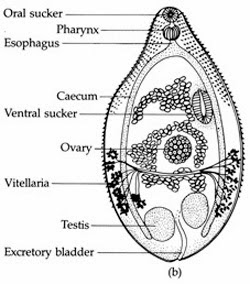 Oral sucker
Pharynx
Esophagus
Caecum
Ventral sucker
Ovary
Vitellaria
Testis
Excretory bladder
(b)